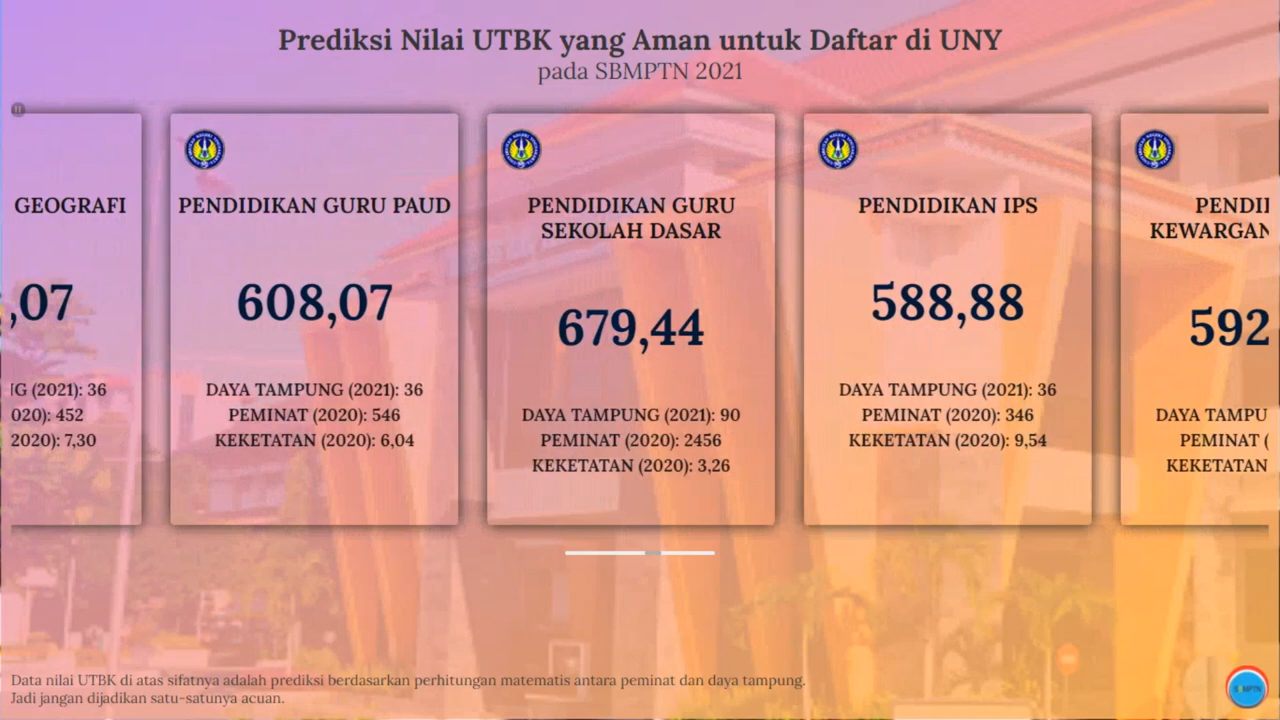 Prediksi Nilai UTBK yang Aman untuk Daftar di UNY
pada SBMPTN 2021
GEOGRAFI
,07
G (2021): 36
020): 452
2020): 7,30
PENDIDIKAN GURU PAUD
608,07
DAYA TAMPUNG (2021): 36
PEMINAT (2020): 546
KEKETATAN (2020): 6,04
PENDIDIKAN GURU
SEKOLAH DASAR
679,44
DAYA TAMPUNG (2021): 90
PEMINAT (2020): 2456
KEKETATAN (2020): 3,26
PENDIDIKAN IPS
588,88
DAYA TAMPUNG (2021): 36
PEMINAT (2020): 346
KEKETATAN (2020): 9,54
PENDI
KEWARGAN
592
DAYA TAMPU
PEMINAT (
KEKETATAN
Data nilai UTBK di atas sifatnya adalah prediksi berdasarkan perhitungan matematis antara peminat dan daya tampung.
Jadi jangan dijadikan satu-satunya acuan.